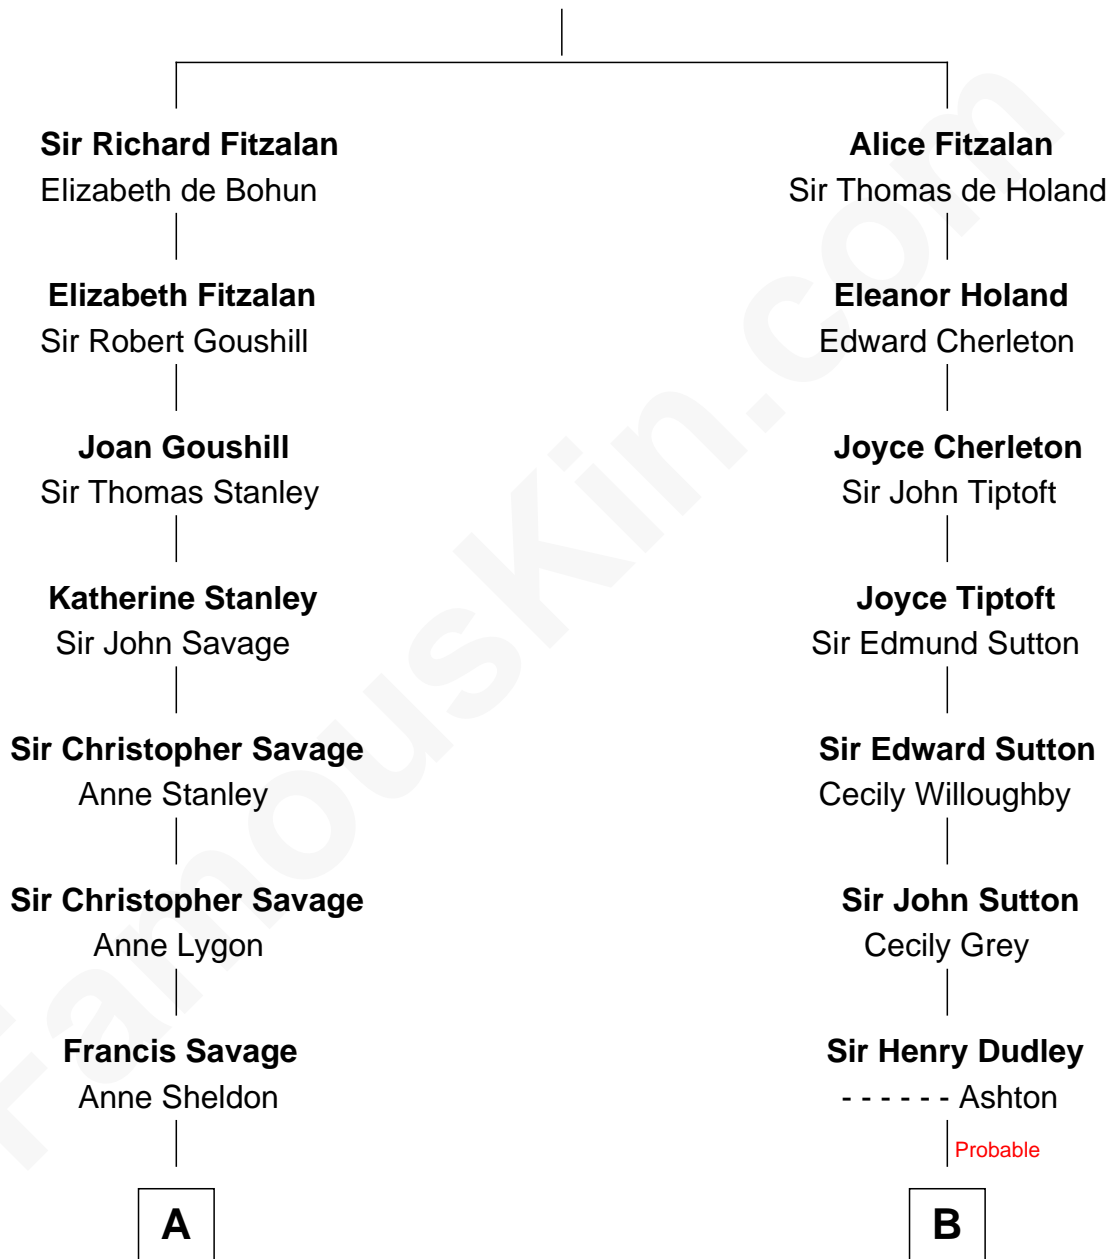 Sir Richard Fitzalan
Elizabeth de Bohun
Elizabeth Fitzalan
Sir Robert Goushill
Joan Goushill
Sir Thomas Stanley
Katherine Stanley
Sir John Savage
Sir Christopher Savage
Anne Stanley
Sir Christopher Savage
Anne Lygon
Francis Savage
Anne Sheldon
A
Alice Fitzalan
Sir Thomas de Holand
Eleanor Holand
Edward Cherleton
Joyce Cherleton
Sir John Tiptoft
Joyce Tiptoft
Sir Edmund Sutton
Sir Edward Sutton
Cecily Willoughby
Sir John Sutton
Cecily Grey
Sir Henry Dudley
- - - - - - Ashton
Probable
B
FamousKin.com